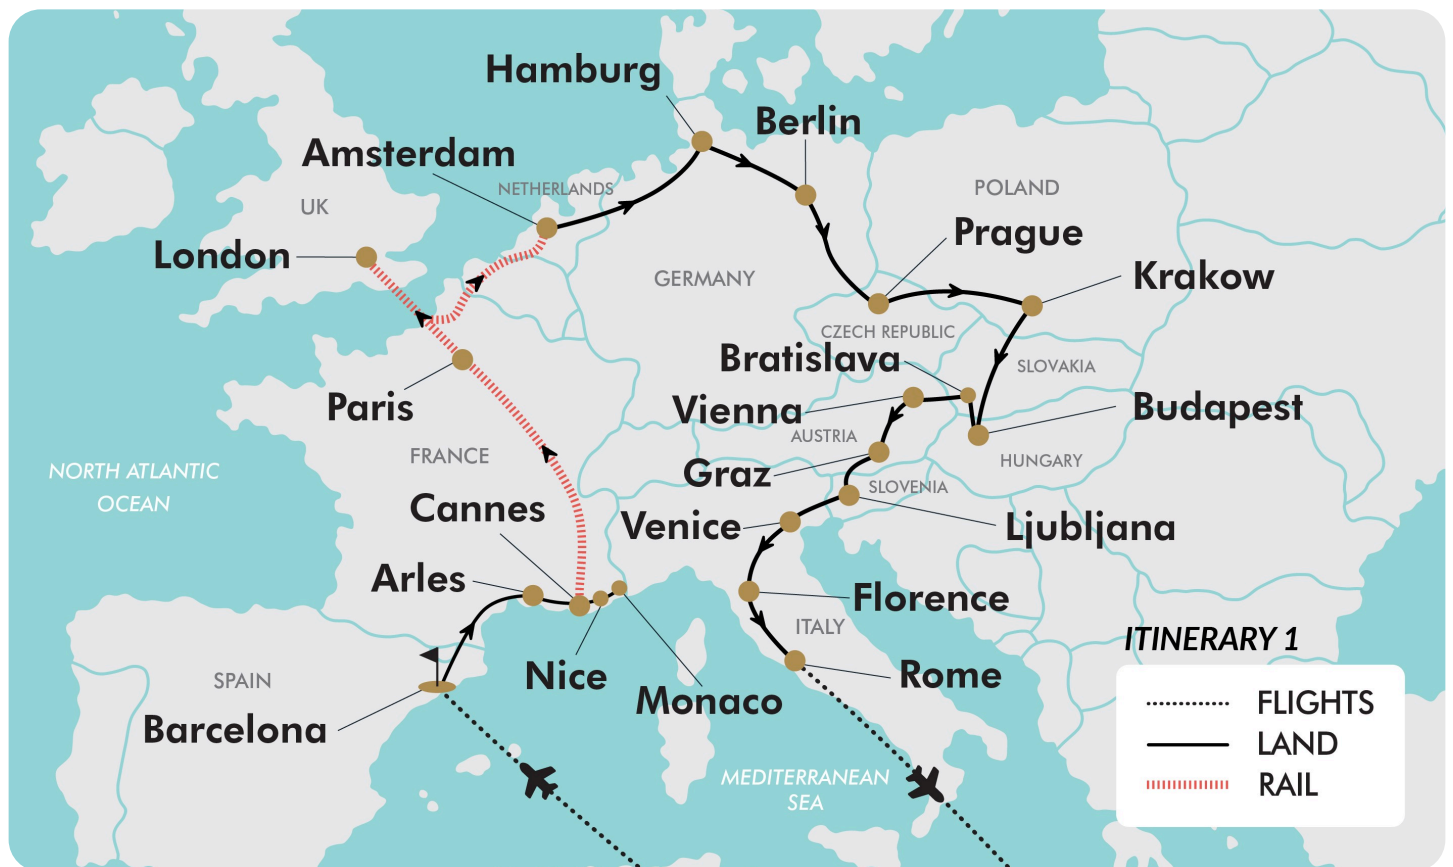 Hamburg
Berlin
Amsterdam
NETHERLANDS
POLAND
UK
Prague
London
Krakow
GERMANY
CZECH REPUBLIC
Bratislava
SLOVAKIA
Paris
Vienna
Budapest
AUSTRIA
FRANCE
HUNGARY
NORTH ATLANTIC
OCEAN
Graz
SLOVENIA
Cannes
Venice
Ljubljana
Arles
Florence
ITALY
ITINERARY 1
Nice
Rome
SPAIN
Monaco
Barcelona
FLIGHTS
LAND
RAIL
MEDITERRANEAN
SEA